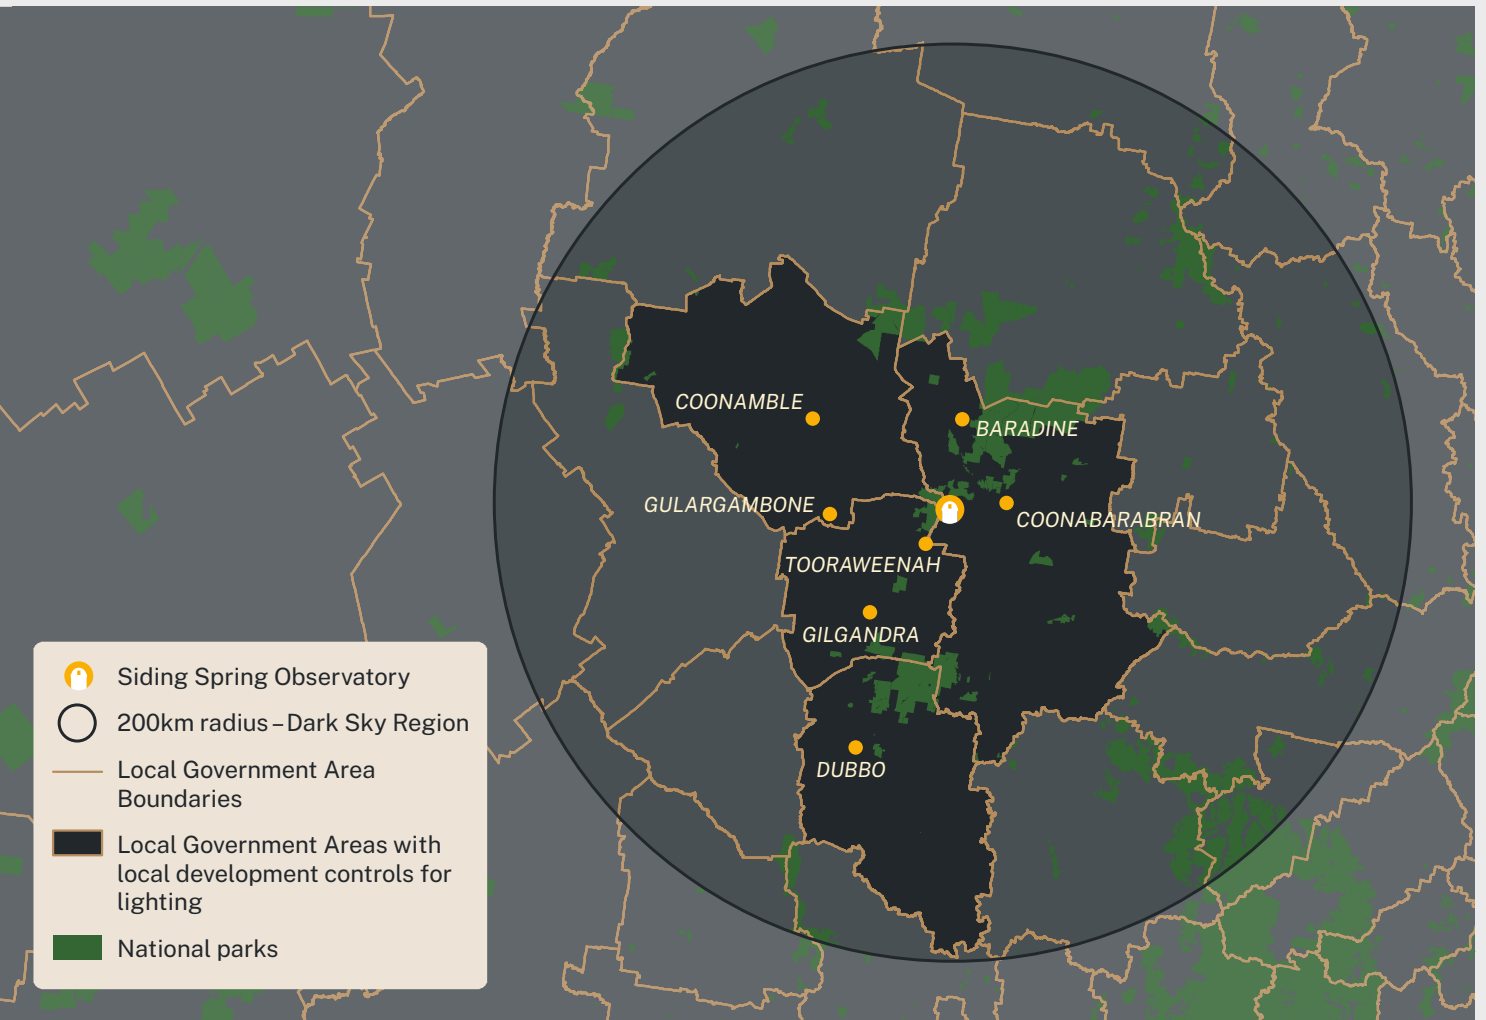 COONAMBLE
BARADINE
GULARGAMBONE
COONABARABRAN
TOORAWEENAH
GILGANDRA
DUBBO
Siding Spring Observatory
200km radius – Dark Sky Region
Local Government Area
Boundaries
Local Government Areas with
local development controls for
lighting
National parks